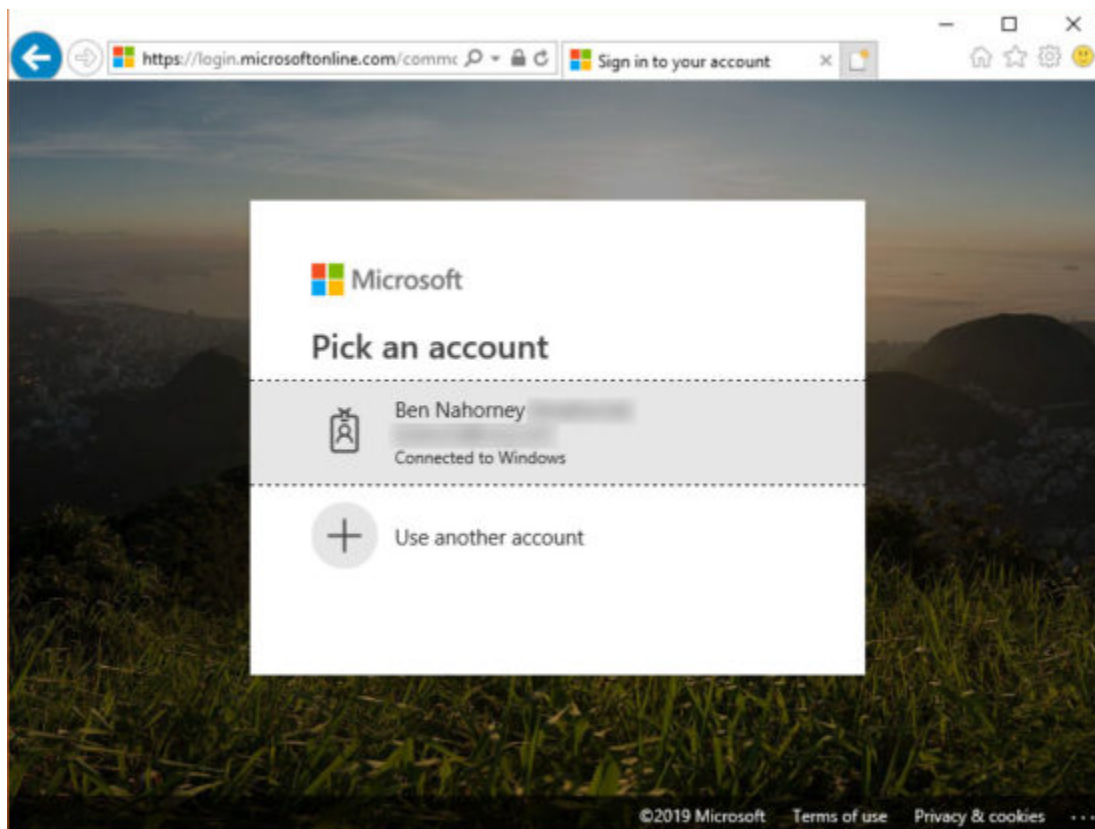 https://login.microsoftonline.com/commc
Sign in to your account
Microsoft
Pick an account
Ben Nahorney
Connected to Windows
Use another account
©2019 Microsoft Terms of use Privacy & cookies